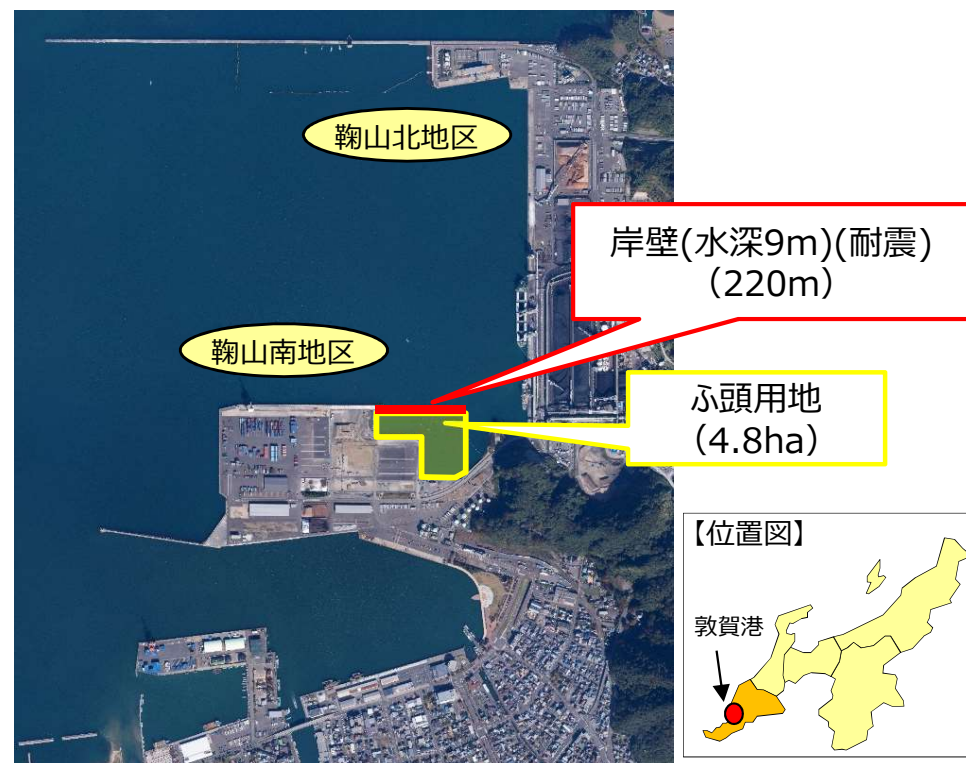 鞠山北地区
岸壁(水深9m)(耐震)
（220m）
鞠山南地区
ふ頭用地
（4.8ha）
【位置図】
敦賀港